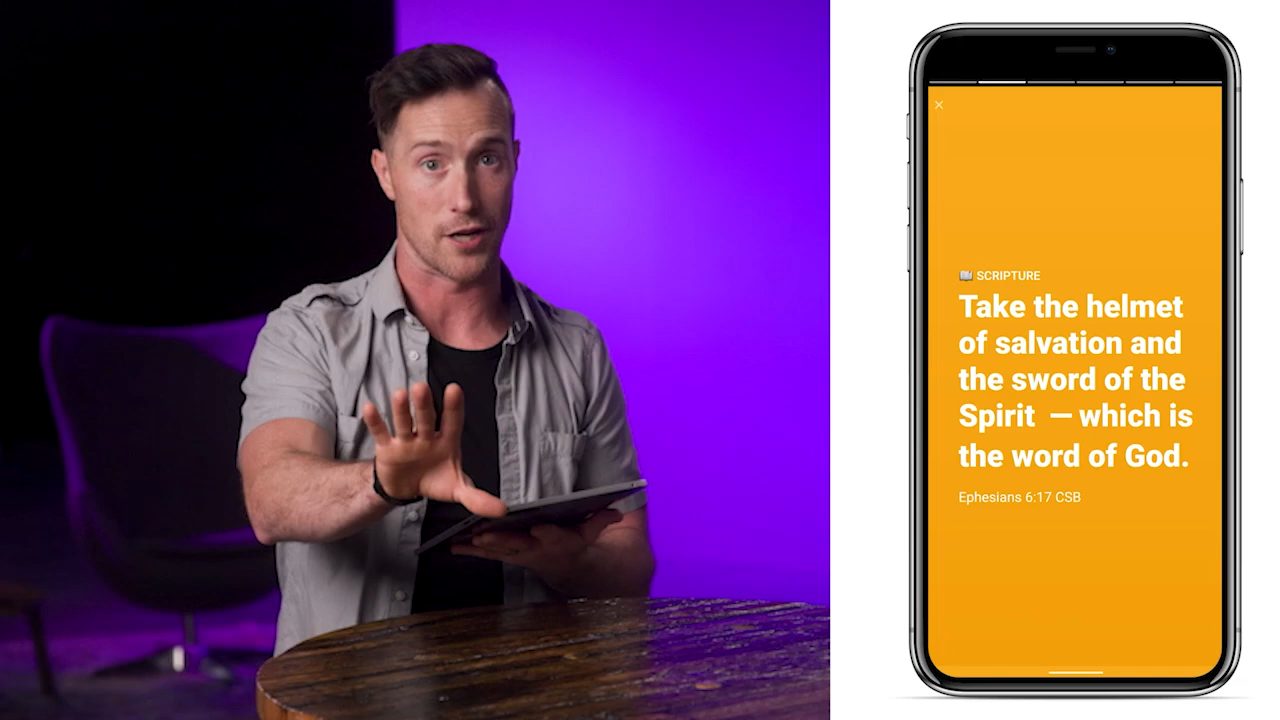 SCRIPTURE
Take the helmet
of salvation and
the sword of the
Spirit — which is
the word of God.
Ephesians 6:17 CSB